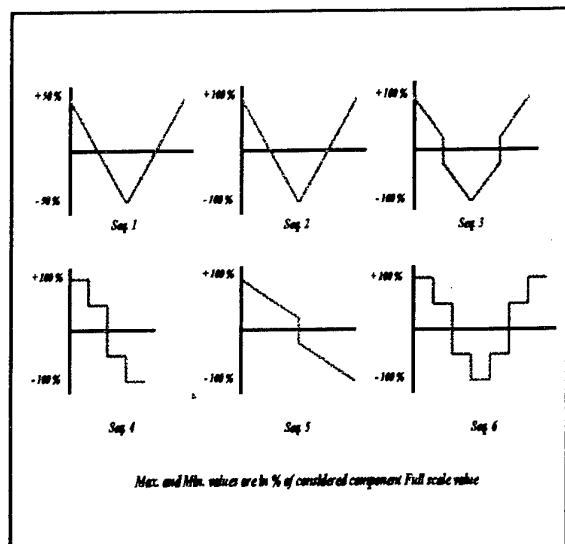 +50 % +100 % +100 %
- 50 % - 100 % - 100 %
Seq. 1 Seq. 2 Seq. 3
+100 % +100 % +100 %
- 100 % - 100 % - 100 %
Seq. 4 Seq. 5 Seq. 6
Max. and Min. values are in % of considered component Full scale value